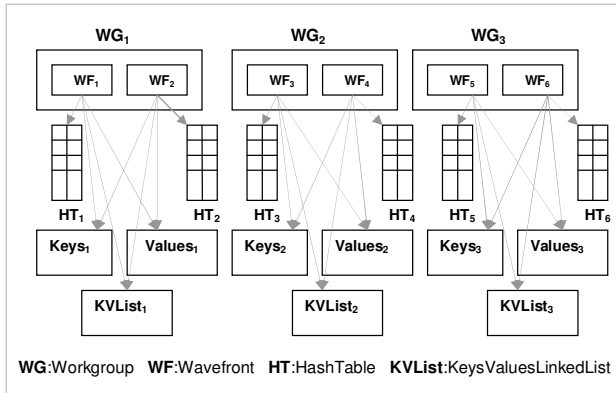 WG1 WG2 WG3
WF1 WF2 WF3 WF4 WF5 WF6
HT1 HT2 HT3 HT4 HT5 HT6
Keys1 Values1 Keys2 Values2 Keys3 Values3
KVList1 KVList2 KVList3
WG:Workgroup WF:Wavefront HT:HashTable KVList:KeysValuesLinkedList